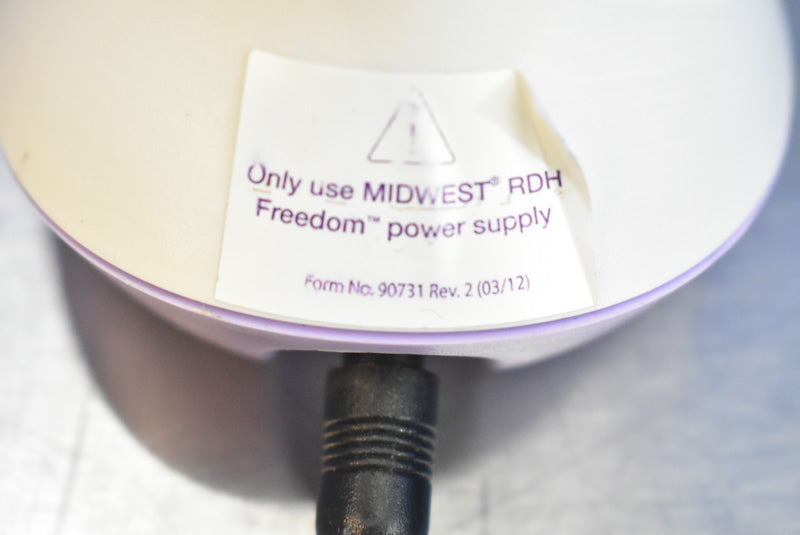 Only use MIDWEST® RDH
Freedom™ power supply
Form No. 90731 Rev. 2 (03/12)